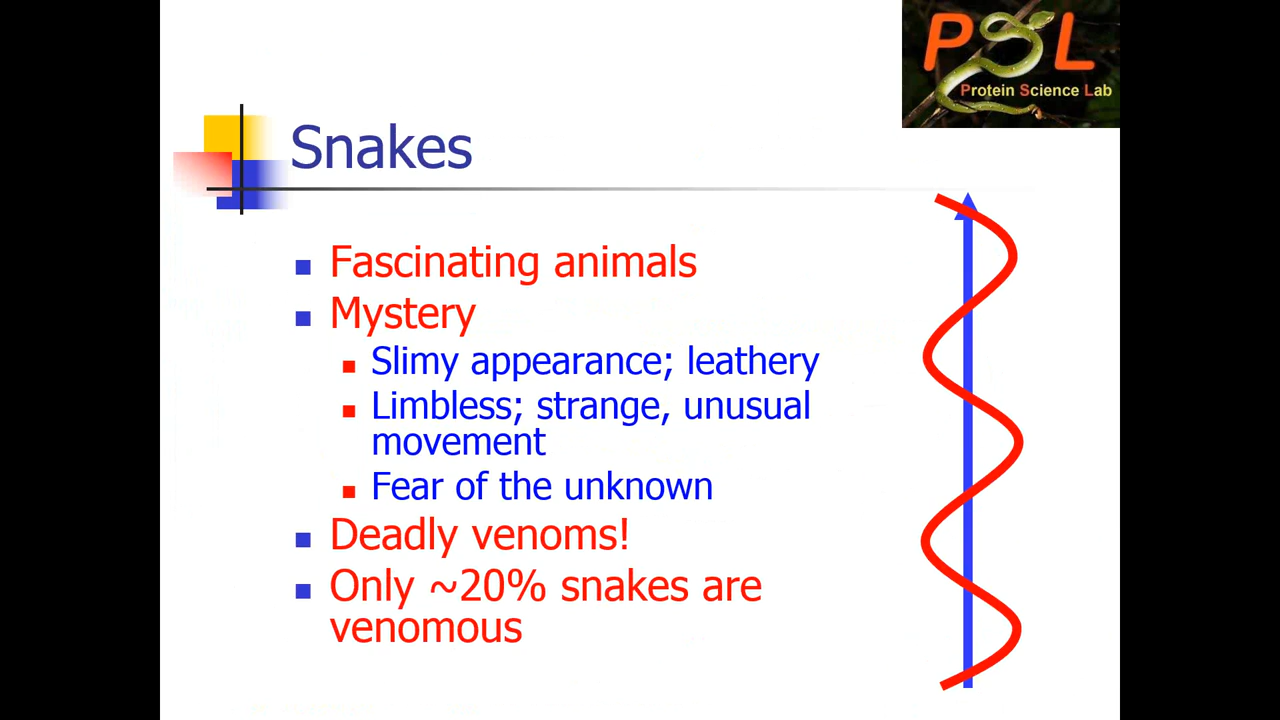 PSL
Protein Science Lab
Snakes
Fascinating animals
Mystery
Slimy appearance; leathery
Limbless; strange, unusual
movement
Fear of the unknown
Deadly venoms!
Only ~20% snakes are
venomous